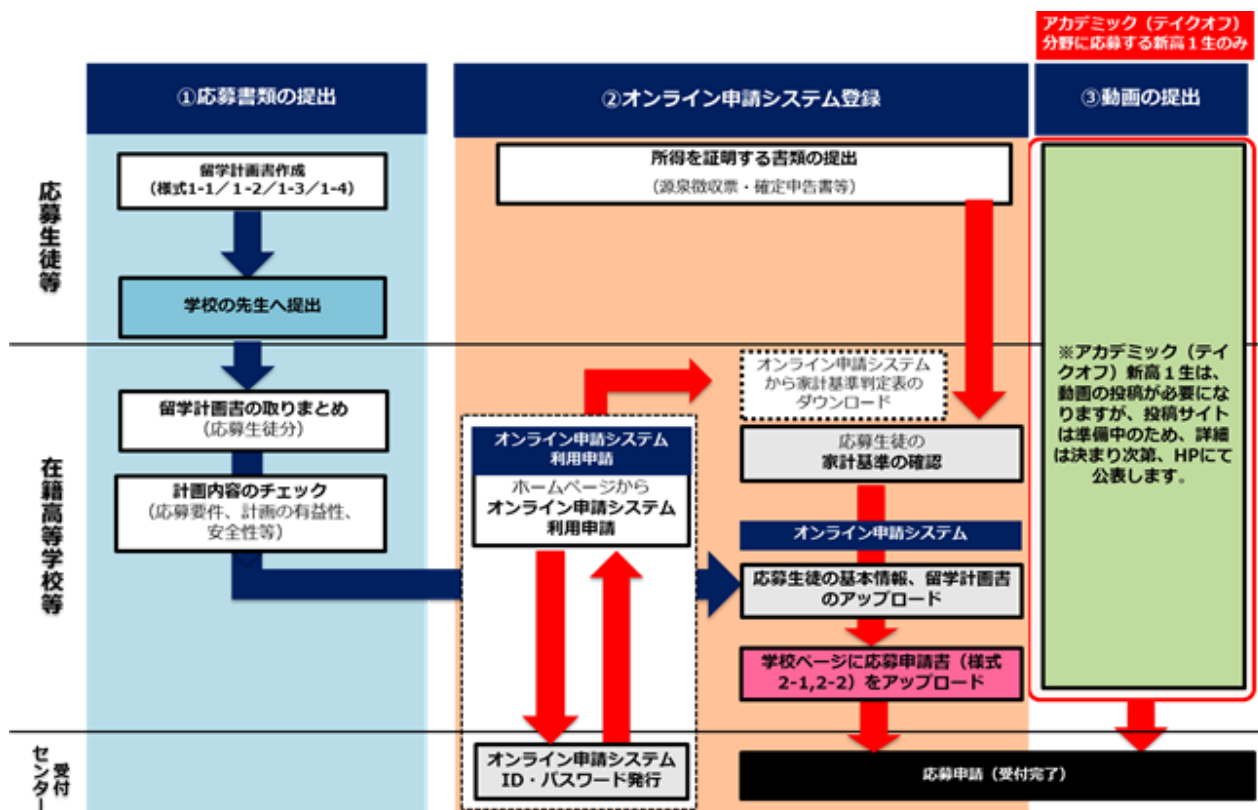 アカデミック（テイクオフ）
分野に応募する新高１生のみ
①応募書類の提出
②オンライン申請システム登録
③動画の提出
応募生徒等
留学計画書作成
（様式1-1／1-2／1-3／1-4）
学校の先生へ提出
所得を証明する書類の提出
（源泉徴収票・確定申告書等）
在籍高等学校等
留学計画書の取りまとめ
（応募生徒分）
計画内容のチェック
（応募要件、計画の有益性、
安全性等）
オンライン申請システム
利用申請
ホームページから
オンライン申請システム
利用申請
オンライン申請システム
から家計基準判定表の
ダウンロード
応募生徒の
家計基準の確認
オンライン申請システム
応募生徒の基本情報、留学計画書
のアップロード
学校ページに応募申請書（様式
2-1,2-2）をアップロード
※アカデミック（テイ
クオフ）新高１生は、
動画の投稿が必要にな
りますが、投稿サイト
は準備中のため、詳細
は決まり次第、HPにて
公表します。
受付
センター
オンライン申請システム
ID・パスワード発行
応募申請（受付完了）